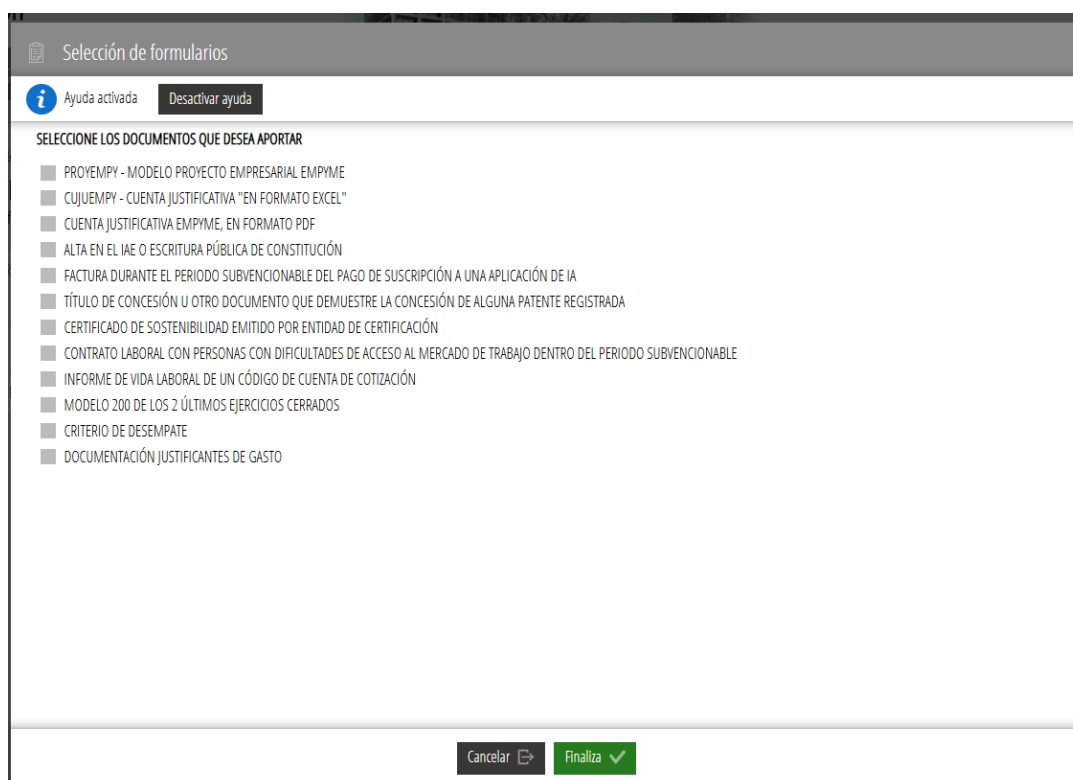 Selección de formularios
Ayuda activada
Desactivar ayuda
SELECCIONE LOS DOCUMENTOS QUE DESEA APORTAR
PROYEMPY - MODELO PROYECTO EMPRESARIAL EMPYME
CUJUEMPY - CUENTA JUSTIFICATIVA "EN FORMATO EXCEL"
CUENTA JUSTIFICATIVA EMPYME, EN FORMATO PDF
ALTA EN EL IAE O ESCRITURA PÚBLICA DE CONSTITUCIÓN
FACTURA DURANTE EL PERIODO SUBVENCIONABLE DEL PAGO DE SUSCRIPCIÓN A UNA APLICACIÓN DE IA
TÍTULO DE CONCESIÓN U OTRO DOCUMENTO QUE DEMUESTRE LA CONCESIÓN DE ALGUNA PATENTE REGISTRADA
CERTIFICADO DE SOSTENIBILIDAD EMITIDO POR ENTIDAD DE CERTIFICACIÓN
CONTRATO LABORAL CON PERSONAS CON DIFICULTADES DE ACCESO AL MERCADO DE TRABAJO DENTRO DEL PERIODO SUBVENCIONABLE
INFORME DE VIDA LABORAL DE UN CÓDIGO DE CUENTA DE COTIZACIÓN
MODELO 200 DE LOS 2 ÚLTIMOS EJERCICIOS CERRADOS
CRITERIO DE DESEMPATE
DOCUMENTACIÓN JUSTIFICANTES DE GASTO
Cancelar
Finaliza